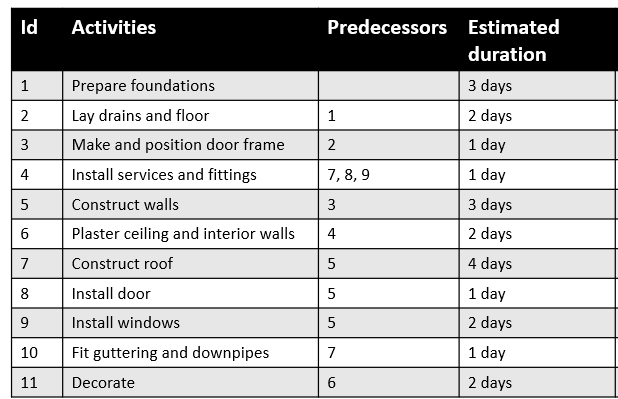 Id Activities Predecessors Estimated
duration
1 Prepare foundations 3 days
2 Lay drains and floor 1 2 days
3 Make and position door frame 2 1 day
4 Install services and fittings 7, 8, 9 1 day
5 Construct walls 3 3 days
6 Plaster ceiling and interior walls 4 2 days
7 Construct roof 5 4 days
8 Install door 5 1 day
9 Install windows 5 2 days
10 Fit guttering and downpipes 7 1 day
11 Decorate 6 2 days